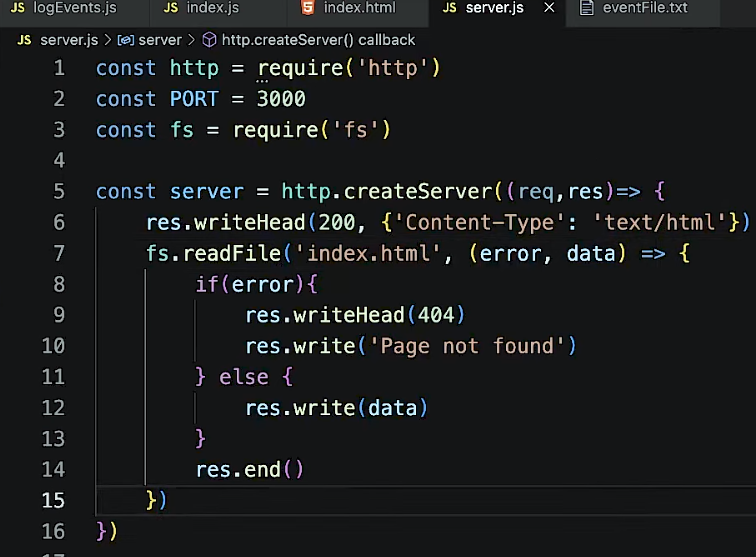 JS logEvents.js JS index.js 5 index.html JS server.js × eventFile.txt
JS server.js > server > http.createServer() callback
1 const http = require('http')
2 const PORT = 3000
3 const fs = require('fs')
4
5 const server = http.createServer((req,res)=> {
6 res.writeHead(200, {'Content-Type': 'text/html'})
7 fs.readFile('index.html', (error, data) => {
8 if(error){
9 res.writeHead(404)
10 res.write('Page not found')
11 } else {
12 res.write(data)
13 }
14 res.end()
15 })
16 })